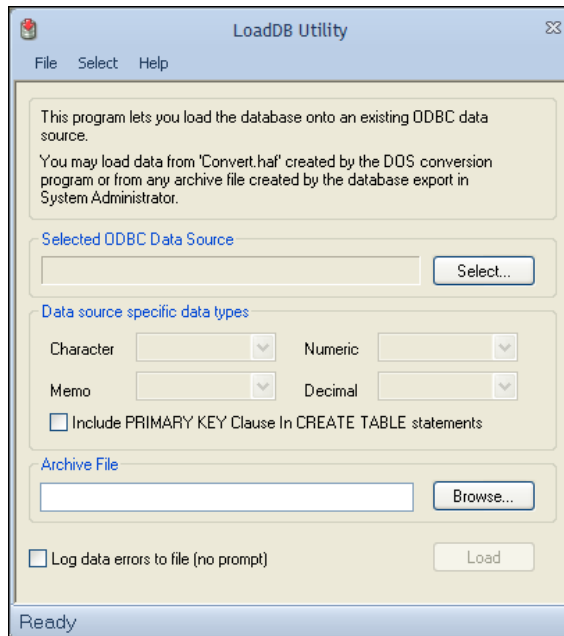 LoadDB Utility
File Select Help
This program lets you load the database onto an existing ODBC data
source.
You may load data from 'Convert.haf' created by the DOS conversion
program or from any archive file created by the database export in
System Administrator.
Selected ODBC Data Source
Select...
Data source specific data types
Character Numeric
Memo Decimal
Include PRIMARY KEY Clause In CREATE TABLE statements
Archive File
Browse...
Log data errors to file (no prompt) Load
Ready